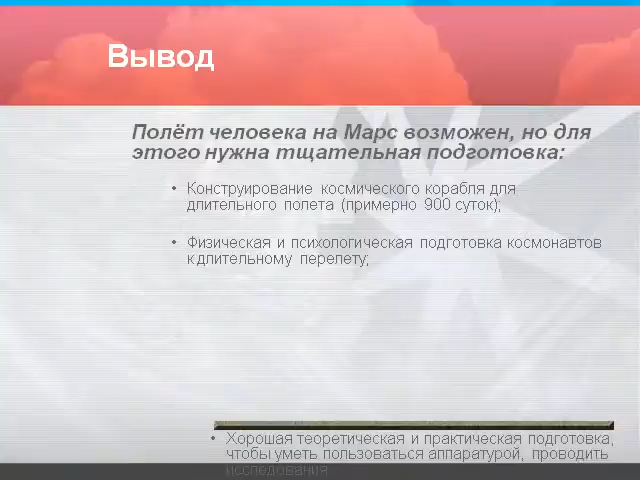 Вывод
Полёт человека на Марс возможен, но для
этого нужна тщательная подготовка:
• Конструирование космического корабля для
длительного полета (примерно 900 суток);
• Физическая и психологическая подготовка космонавтов
к длительному перелету;
• Хорошая теоретическая и практическая подготовка,
чтобы уметь пользоваться аппаратурой, проводить
исследования